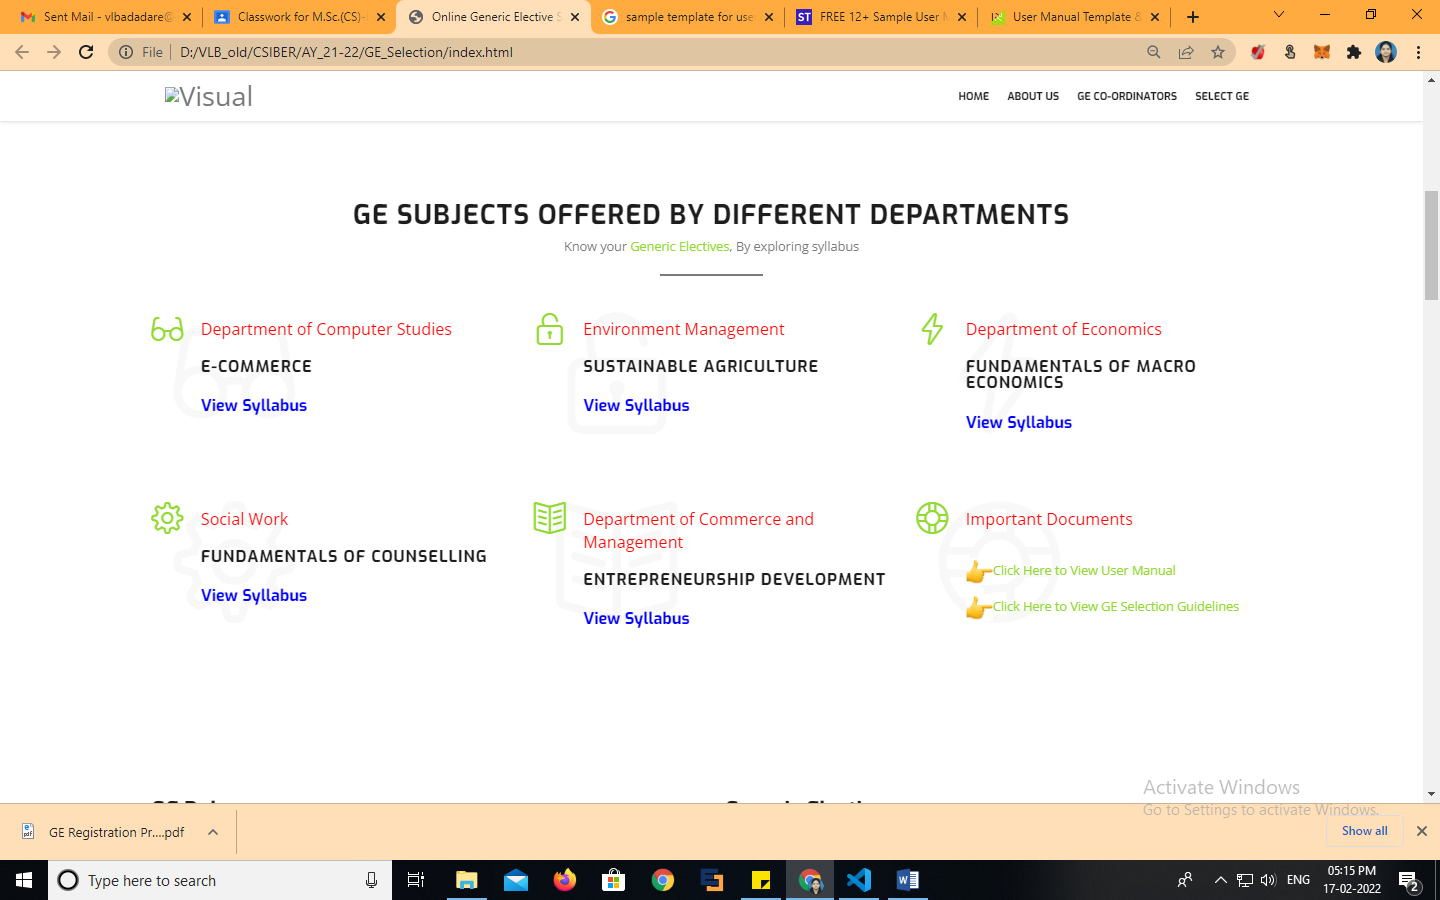 Sent Mail - vlbadadare@
Classwork for M.Sc.(CS)-
Online Generic Elective S
sample template for use
FREE 12+ Sample User M
User Manual Template &
File D:/VLB_old/CSIBER/AY_21-22/GE_Selection/index.html
Visual
HOME ABOUT US GE CO-ORDINATORS SELECT GE
GE SUBJECTS OFFERED BY DIFFERENT DEPARTMENTS
Know your Generic Electives, By exploring syllabus
Department of Computer Studies
E-COMMERCE
View Syllabus
Environment Management
SUSTAINABLE AGRICULTURE
View Syllabus
Department of Economics
FUNDAMENTALS OF MACRO
ECONOMICS
View Syllabus
Social Work
FUNDAMENTALS OF COUNSELLING
View Syllabus
Department of Commerce and
Management
ENTREPRENEURSHIP DEVELOPMENT
View Syllabus
Important Documents
Click Here to View User Manual
Click Here to View GE Selection Guidelines
Activate Windows
Go to Settings to activate Windows.
GE Registration Pr....pdf
Show all
Type here to search
ENG
05:15 PM
17-02-2022
2